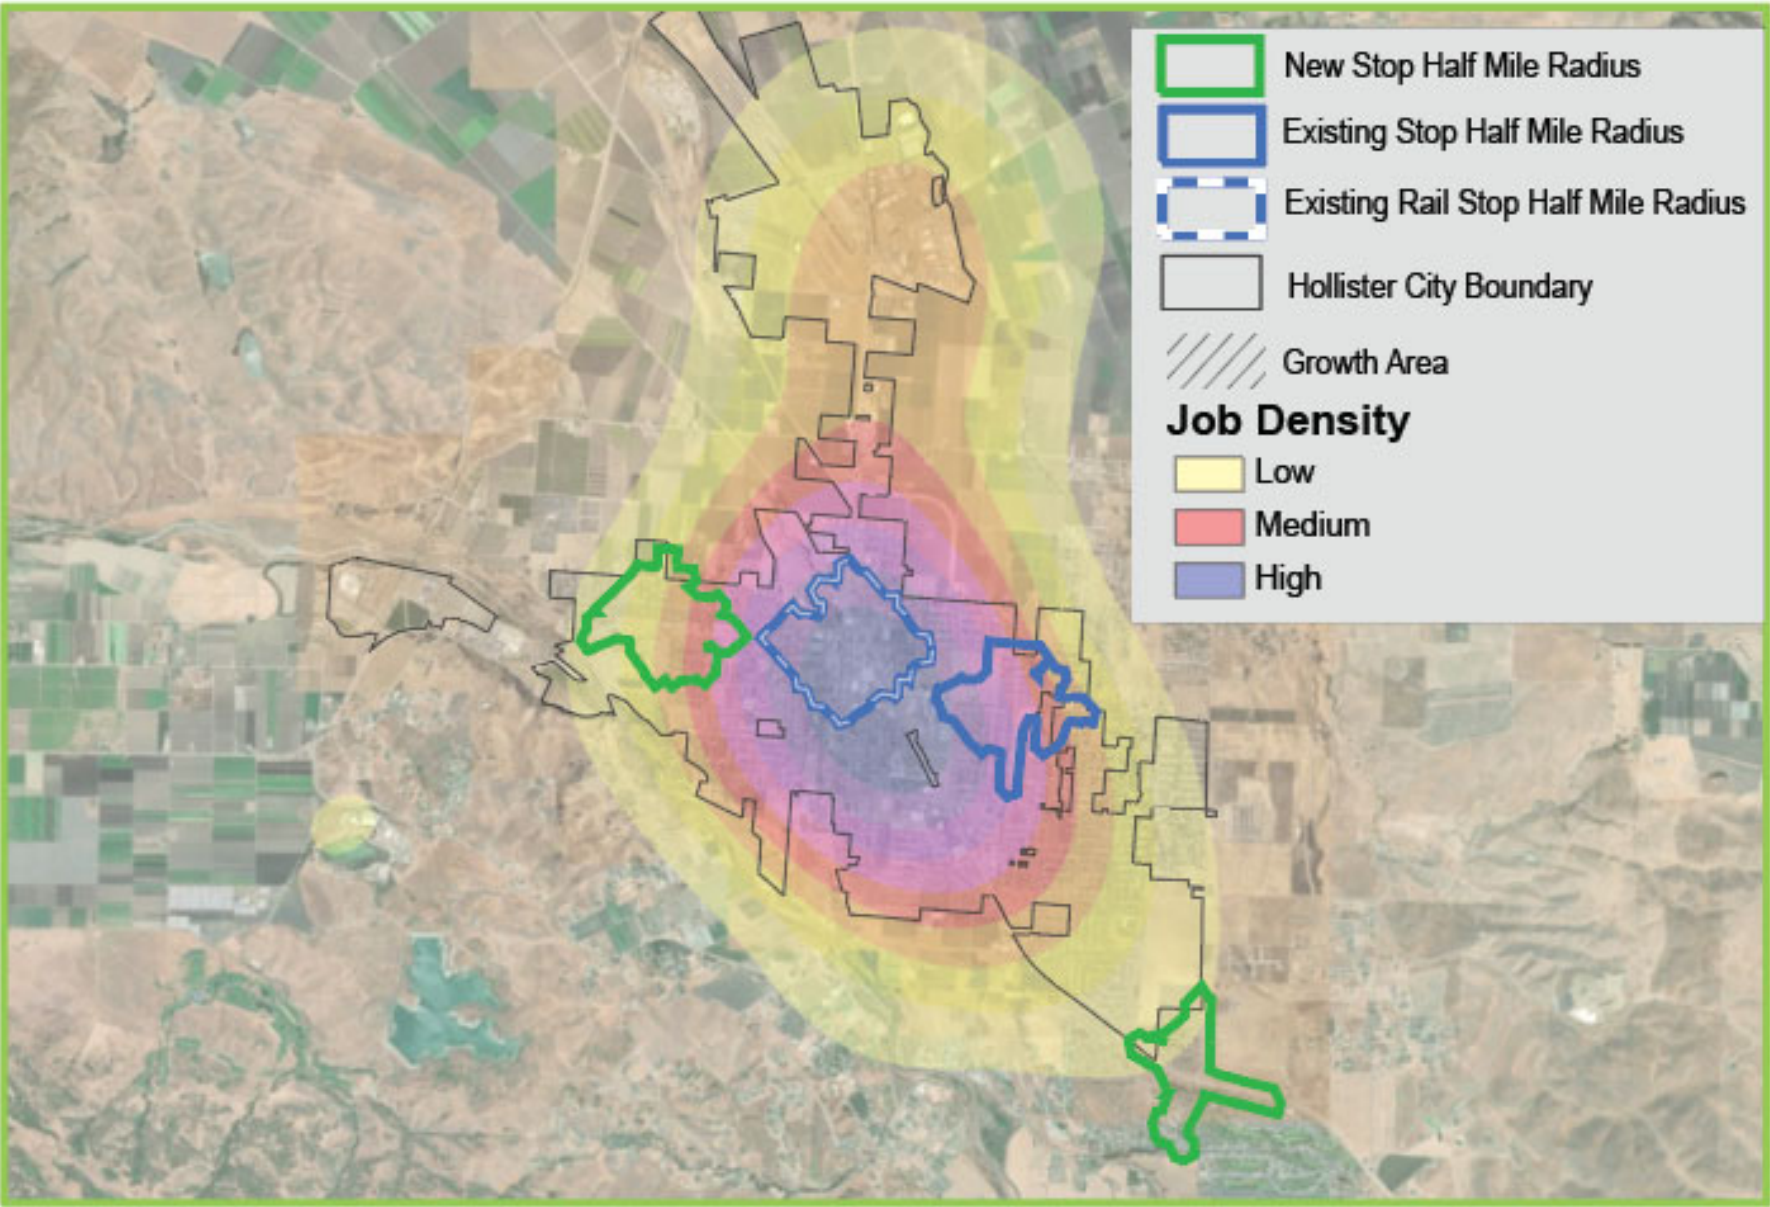 New Stop Half Mile Radius
Existing Stop Half Mile Radius
Existing Rail Stop Half Mile Radius
Hollister City Boundary
Growth Area
Job Density
Low
Medium
High